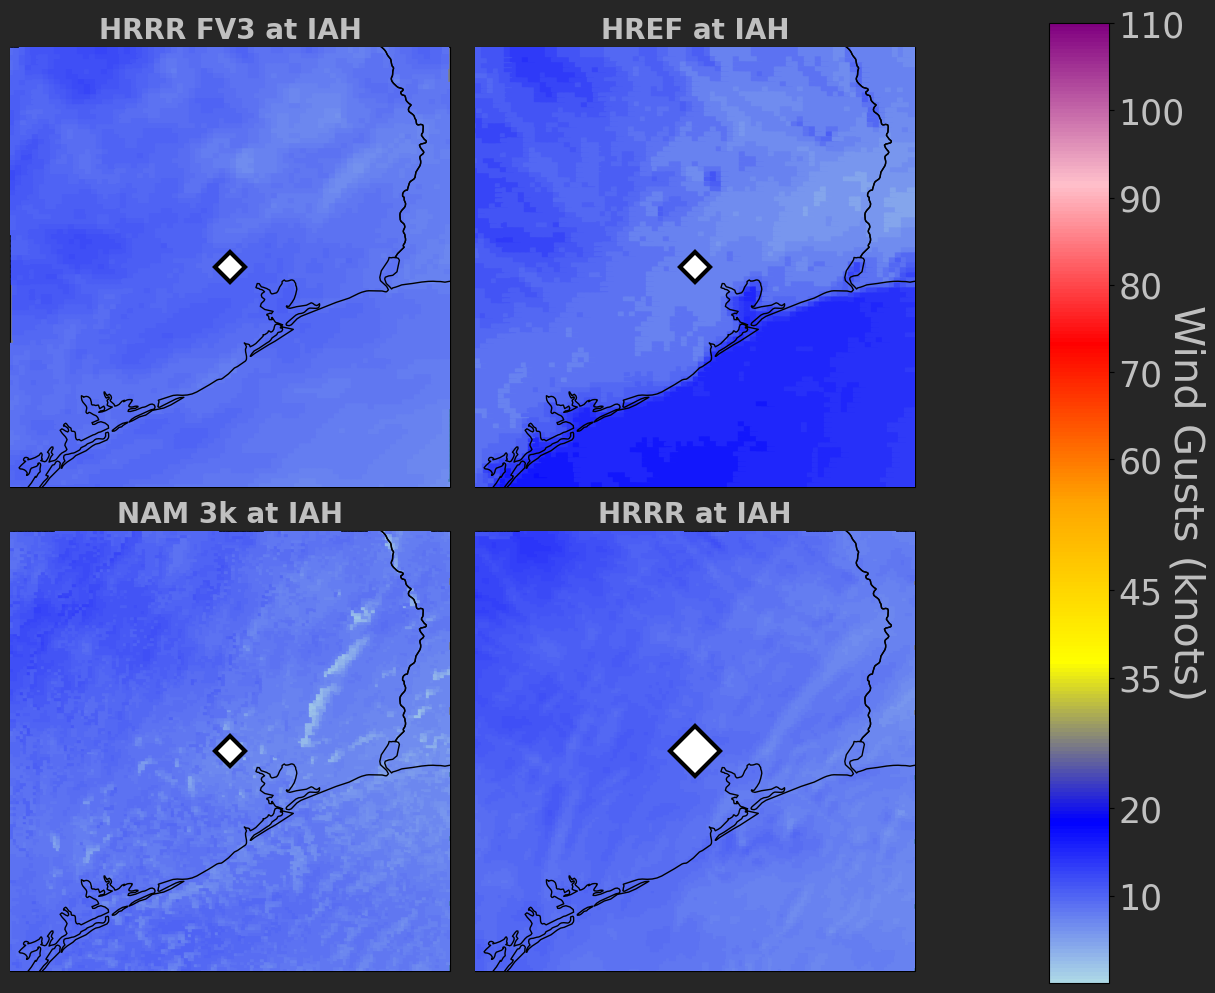 HRRR FV3 at IAH
HREF at IAH
NAM 3k at IAH
HRRR at IAH
110
100
90
80
70
60
45
35
20
10
Wind Gusts (knots)